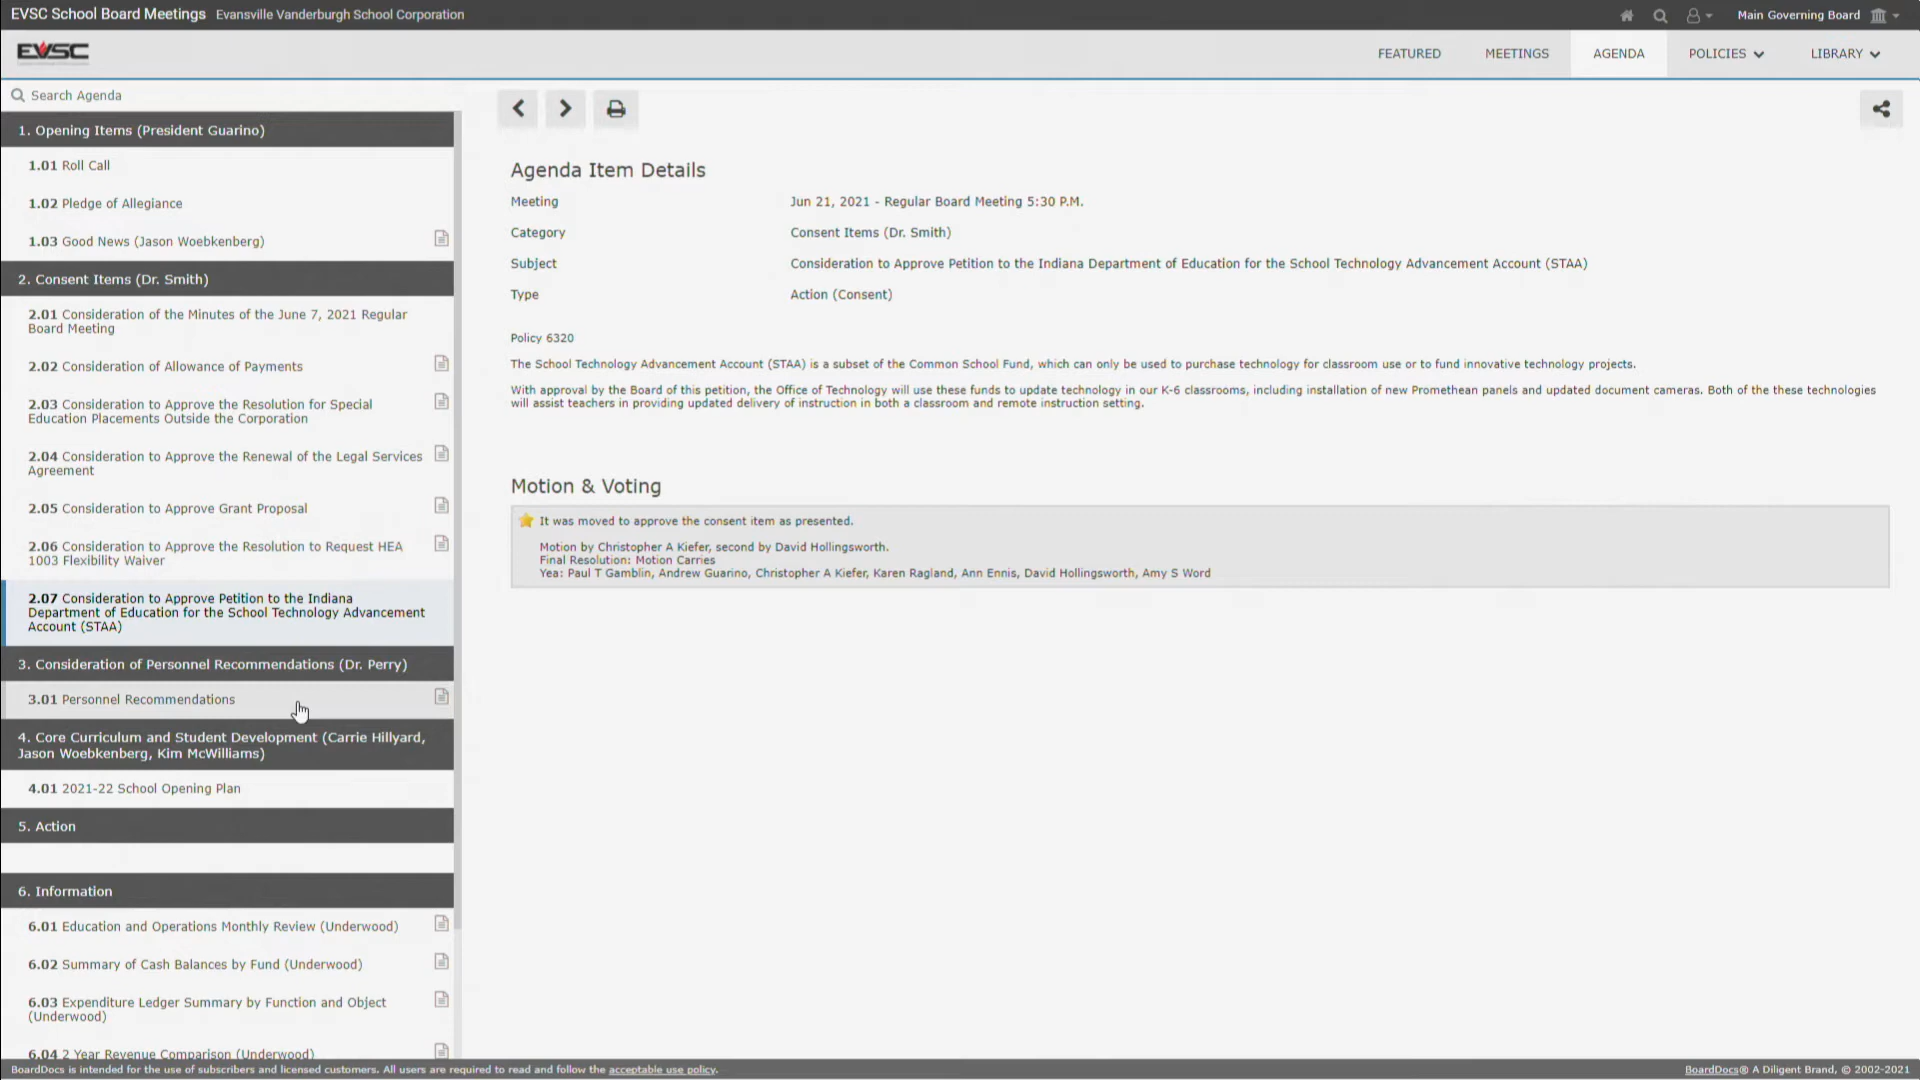 EVSC School Board Meetings Evansville Vanderburgh School Corporation
Main Governing Board
EVSC
FEATURED MEETINGS AGENDA POLICIES LIBRARY
Search Agenda
1. Opening Items (President Guarino)
1.01 Roll Call
1.02 Pledge of Allegiance
1.03 Good News (Jason Woebkenberg)
2. Consent Items (Dr. Smith)
2.01 Consideration of the Minutes of the June 7, 2021 Regular
Board Meeting
2.02 Consideration of Allowance of Payments
2.03 Consideration to Approve the Resolution for Special
Education Placements Outside the Corporation
2.04 Consideration to Approve the Renewal of the Legal Services
Agreement
2.05 Consideration to Approve Grant Proposal
2.06 Consideration to Approve the Resolution to Request HEA
1003 Flexibility Waiver
2.07 Consideration to Approve Petition to the Indiana
Department of Education for the School Technology Advancement
Account (STAA)
3. Consideration of Personnel Recommendations (Dr. Perry)
3.01 Personnel Recommendations
4. Core Curriculum and Student Development (Carrie Hillyard,
Jason Woebkenberg, Kim McWilliams)
4.01 2021-22 School Opening Plan
5. Action
6. Information
6.01 Education and Operations Monthly Review (Underwood)
6.02 Summary of Cash Balances by Fund (Underwood)
6.03 Expenditure Ledger Summary by Function and Object
(Underwood)
6.04 2 Year Revenue Comparison (Underwood)
Agenda Item Details
Meeting Jun 21, 2021 - Regular Board Meeting 5:30 P.M.
Category Consent Items (Dr. Smith)
Subject Consideration to Approve Petition to the Indiana Department of Education for the School Technology Advancement Account (STAA)
Type Action (Consent)
Policy 6320
The School Technology Advancement Account (STAA) is a subset of the Common School Fund, which can only be used to purchase technology for classroom use or to fund innovative technology projects.
With approval by the Board of this petition, the Office of Technology will use these funds to update technology in our K-6 classrooms, including installation of new Promethean panels and updated document cameras. Both of the these technologies
will assist teachers in providing updated delivery of instruction in both a classroom and remote instruction setting.
Motion & Voting
It was moved to approve the consent item as presented.
Motion by Christopher A Kiefer, second by David Hollingsworth.
Final Resolution: Motion Carries
Yea: Paul T Gamblin, Andrew Guarino, Christopher A Kiefer, Karen Ragland, Ann Ennis, David Hollingsworth, Amy S Word
BoardDocs is intended for the use of subscribers and licensed customers. All users are required to read and follow the acceptable use policy.
BoardDocs® A Diligent Brand, © 2002-2021